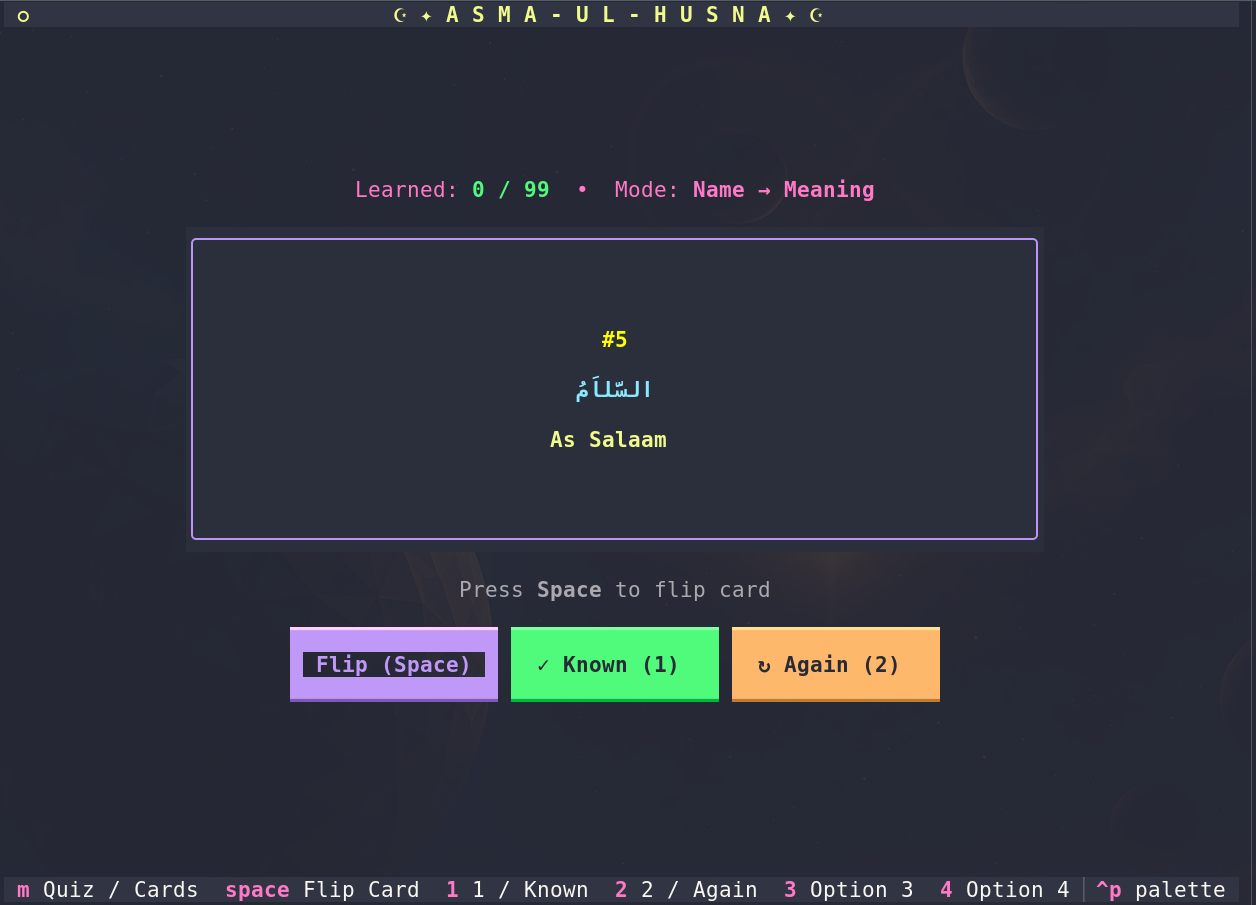 ☪ ✦ A S M A - U L - H U S N A ✦ ☪
Learned: 0 / 99 • Mode: Name → Meaning
#5
السّلَامُ
As Salaam
Press Space to flip card
Flip (Space) ✓ Known (1) ↻ Again (2)
m Quiz / Cards space Flip Card 1 1 / Known 2 2 / Again 3 Option 3 4 Option 4 ^p palette